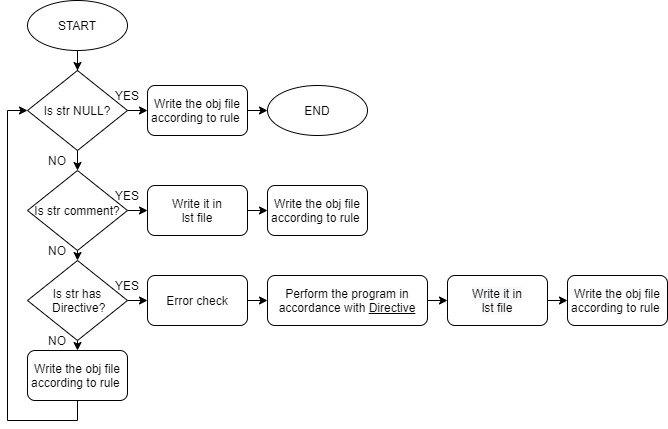 START
Is str NULL?
YES
Write the obj file
according to rule
END
NO
Is str comment?
YES
Write it in
lst file
Write the obj file
according to rule
NO
Is str has
Directive?
YES
Error check
Perform the program in
accordance with Directive
Write it in
lst file
Write the obj file
according to rule
NO
Write the obj file
according to rule